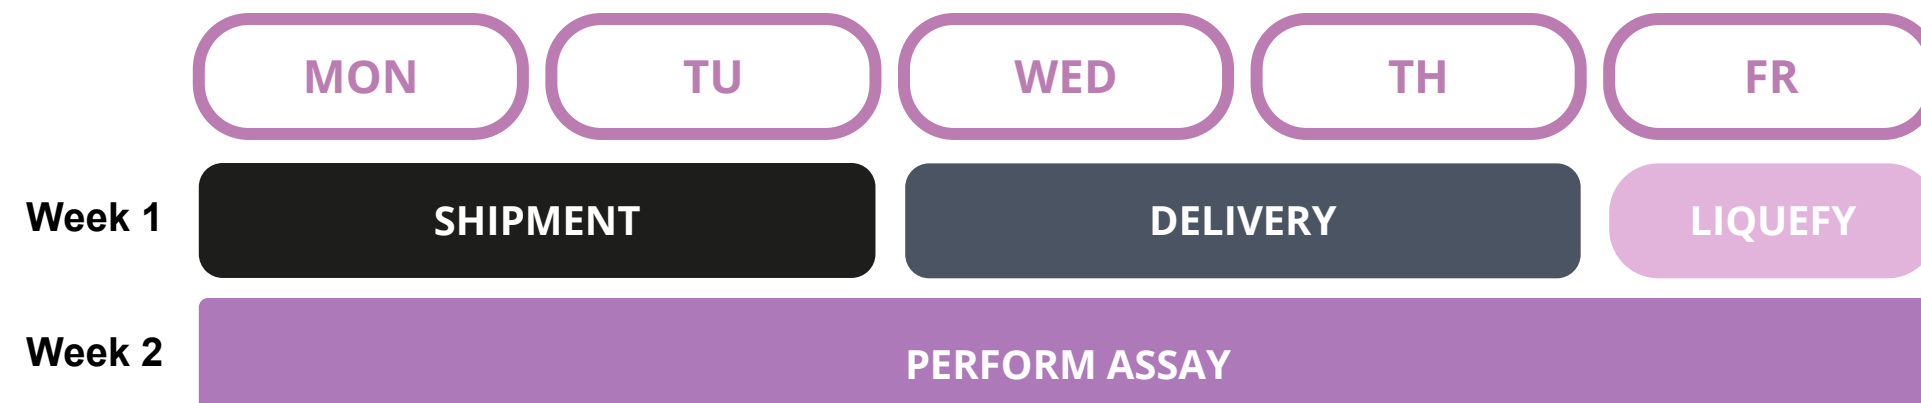 MON TU WED TH FR
Week 1 SHIPMENT DELIVERY LIQUEFY
Week 2 PERFORM ASSAY